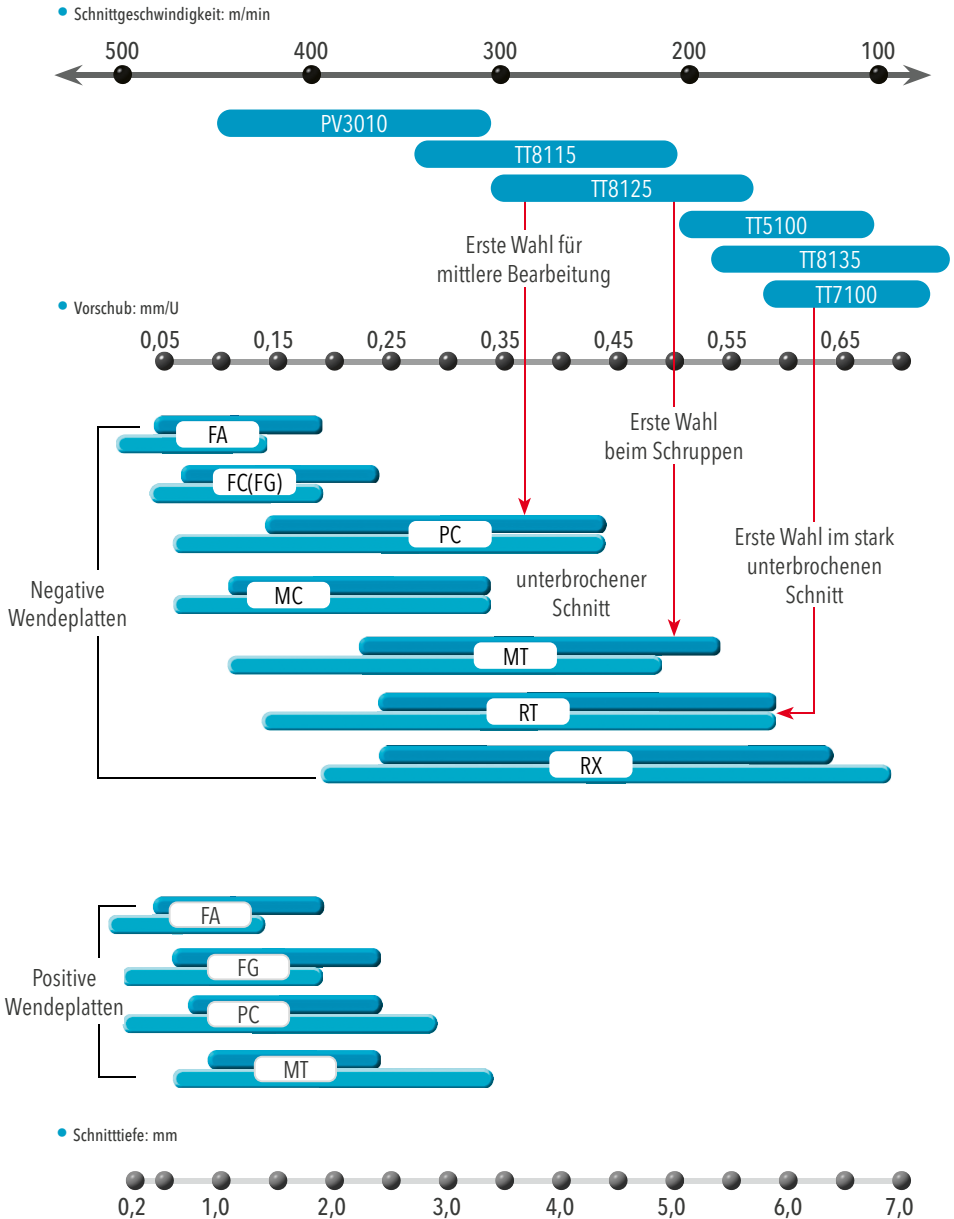 Schnittgeschwindigkeit: m/min
500 400 300 200 100
PV3010
TT8115
TT8125
TT5100
TT8135
TT7100
Erste Wahl für
mittlere Bearbeitung
Vorschub: mm/U
0,05 0,15 0,25 0,35 0,45 0,55 0,65
Erste Wahl
beim Schruppen
Erste Wahl im stark
unterbrochenen
Schnitt
unterbrochener
Schnitt
Negative
Wendeplatten
FA
FC(FG)
PC
MC
MT
RT
RX
Positive
Wendeplatten
FA
FG
PC
MT
Schnitttiefe: mm
0,2 1,0 2,0 3,0 4,0 5,0 6,0 7,0